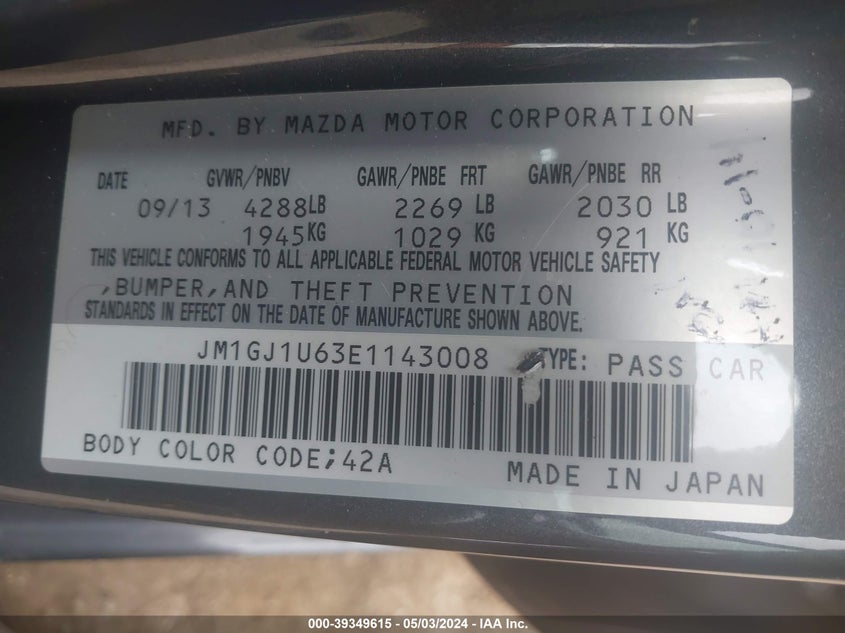 MFD. BY MAZDA MOTOR CORPORATION
DATE GVWR/PNBV GAWR/PNBE FRT GAWR/PNBE RR
09/13 4288LB 2269 LB 2030 LB
1945KG 1029 KG 921 KG
THIS VEHICLE CONFORMS TO ALL APPLICABLE FEDERAL MOTOR VEHICLE SAFETY
,BUMPER,AND THEFT PREVENTION
STANDARDS IN EFFECT ON THE DATE OF MANUFACTURE SHOWN ABOVE.
JM1GJ1U63E1143008 TYPE: PASS CAR
BODY COLOR CODE;42A
MADE IN JAPAN
000-39349615 - 05/03/2024 - IAA Inc.